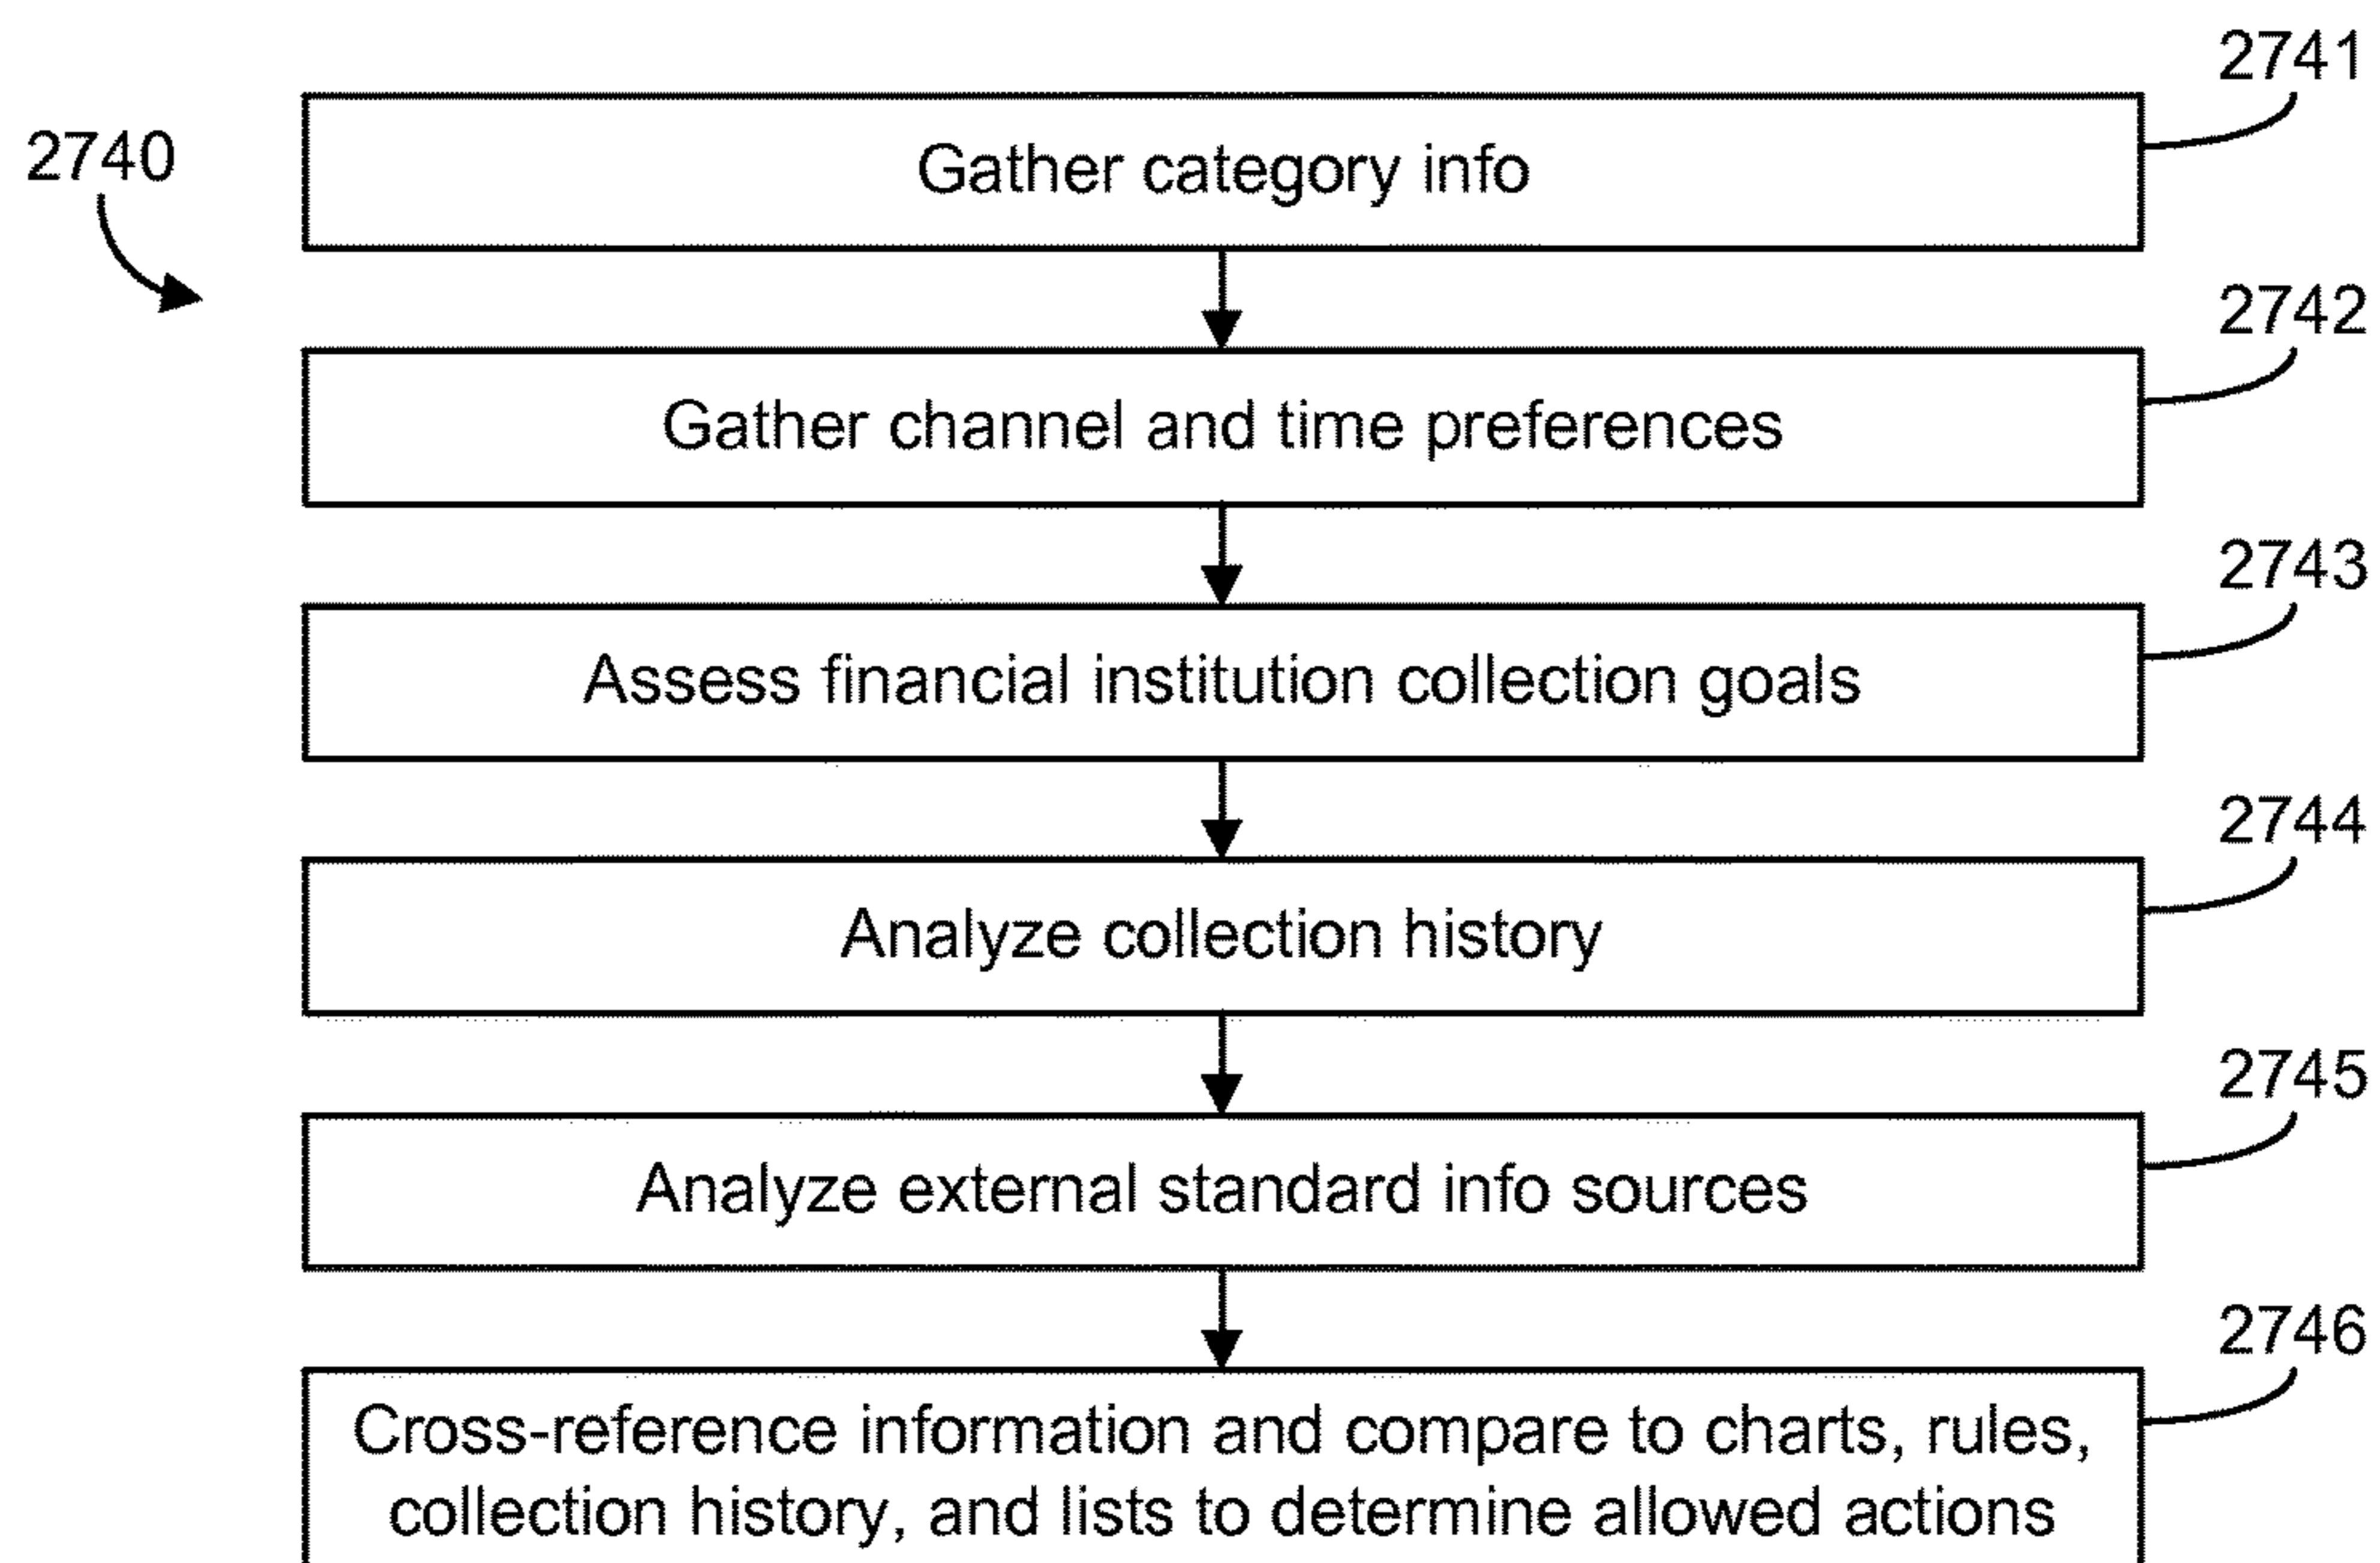 2741
2740
Gather category info
2742
Gather channel and time preferences
2743
Assess financial institution collection goals
2744
Analyze collection history
2745
Analyze external standard info sources
2746
Cross-reference information and compare to charts, rules,
collection history, and lists to determine allowed actions